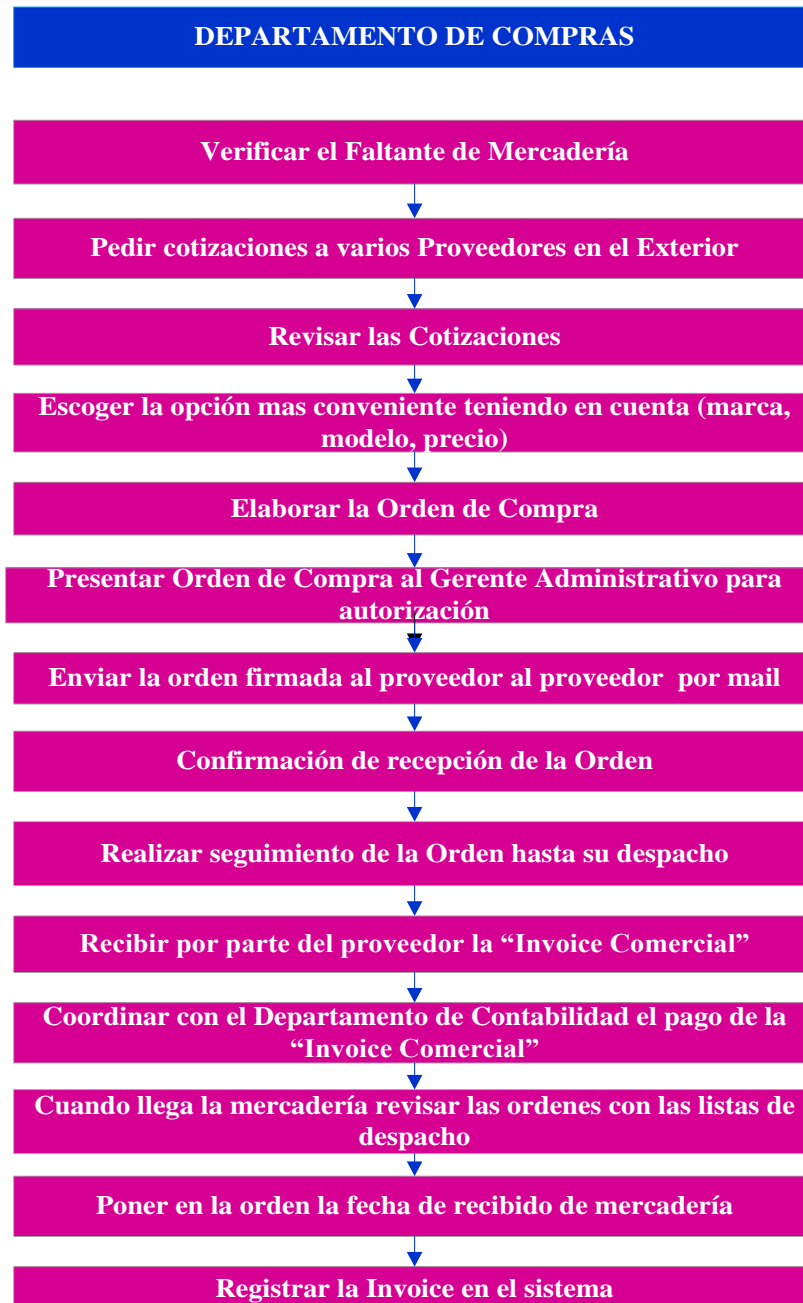 DEPARTAMENTO DE COMPRAS
Verificar el Faltante de Mercadería
Pedir cotizaciones a varios Proveedores en el Exterior
Revisar las Cotizaciones
Escoger la opción mas conveniente teniendo en cuenta (marca,
modelo, precio)
Elaborar la Orden de Compra
Presentar Orden de Compra al Gerente Administrativo para
autorización
Enviar la orden firmada al proveedor al proveedor por mail
Confirmación de recepción de la Orden
Realizar seguimiento de la Orden hasta su despacho
Recibir por parte del proveedor la “Invoice Comercial”
Coordinar con el Departamento de Contabilidad el pago de la
“Invoice Comercial”
Cuando llega la mercadería revisar las ordenes con las listas de
despacho
Poner en la orden la fecha de recibido de mercadería
Registrar la Invoice en el sistema